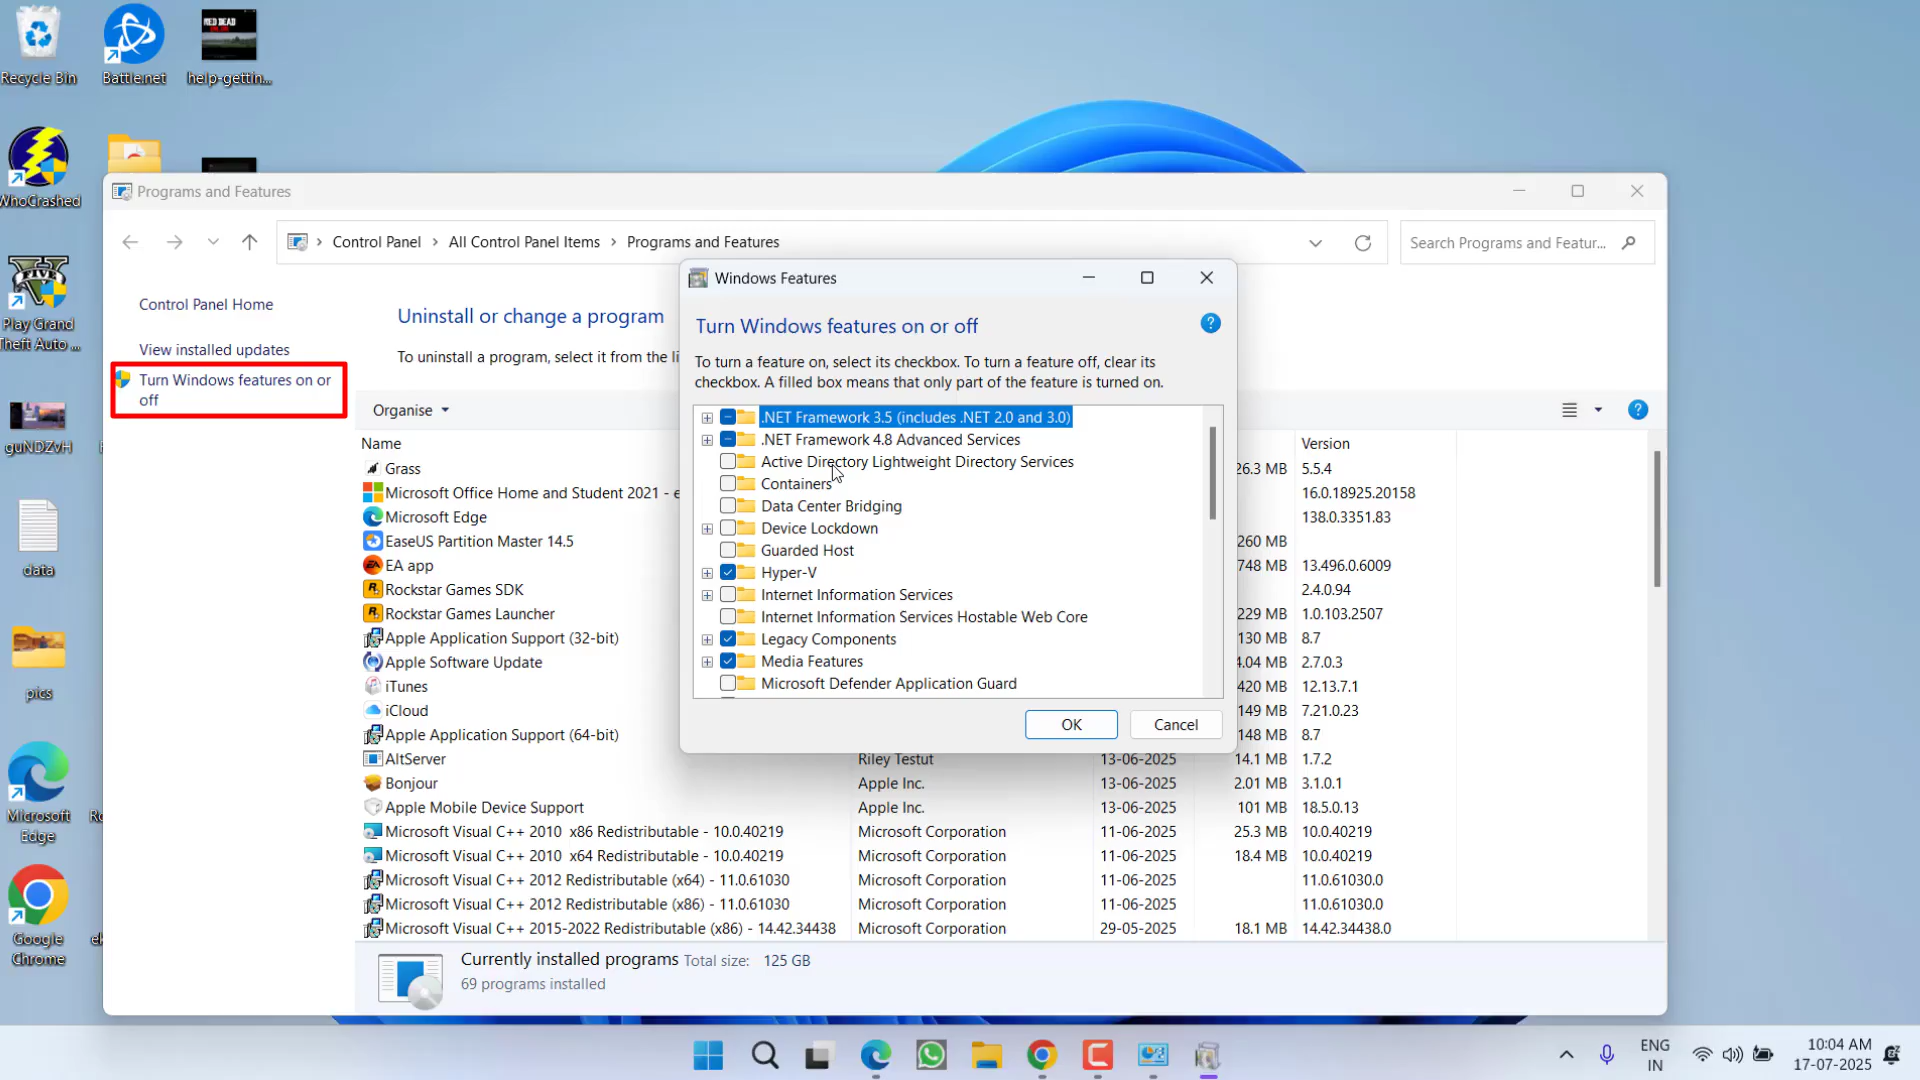 Recycle Bin
Battle.net
help-gettin...
RED DEAD
WhoCrashed
FIVE
Play Grand
Theft Auto ...
guNDZvH
data
pics
Microsoft
Edge
Google
Chrome
Programs and Features
Control Panel
All Control Panel Items
Programs and Features
Search Programs and Featur...
Control Panel Home
View installed updates
Turn Windows features on or
off
Uninstall or change a program
To uninstall a program, select it from the li
Organise
Name
Version
Grass
26.3 MB
5.5.4
Microsoft Office Home and Student 2021 - e
16.0.18925.20158
Microsoft Edge
138.0.3351.83
EaseUS Partition Master 14.5
260 MB
EA app
748 MB
13.496.0.6009
Rockstar Games SDK
2.4.0.94
Rockstar Games Launcher
229 MB
1.0.103.2507
Apple Application Support (32-bit)
130 MB
8.7
Apple Software Update
4.04 MB
2.7.0.3
iTunes
420 MB
12.13.7.1
iCloud
149 MB
7.21.0.23
Apple Application Support (64-bit)
148 MB
8.7
AltServer
Riley Testut
13-06-2025
14.1 MB
1.7.2
Bonjour
Apple Inc.
13-06-2025
2.01 MB
3.1.0.1
Apple Mobile Device Support
Apple Inc.
13-06-2025
101 MB
18.5.0.13
Microsoft Visual C++ 2010 x86 Redistributable - 10.0.40219
Microsoft Corporation
11-06-2025
25.3 MB
10.0.40219
Microsoft Visual C++ 2010 x64 Redistributable - 10.0.40219
Microsoft Corporation
11-06-2025
18.4 MB
10.0.40219
Microsoft Visual C++ 2012 Redistributable (x64) - 11.0.61030
Microsoft Corporation
11-06-2025
11.0.61030.0
Microsoft Visual C++ 2012 Redistributable (x86) - 11.0.61030
Microsoft Corporation
11-06-2025
11.0.61030.0
Microsoft Visual C++ 2015-2022 Redistributable (x86) - 14.42.34438
Microsoft Corporation
29-05-2025
18.1 MB
14.42.34438.0
Currently installed programs Total size: 125 GB
69 programs installed
Windows Features
Turn Windows features on or off
To turn a feature on, select its checkbox. To turn a feature off, clear its
checkbox. A filled box means that only part of the feature is turned on.
.NET Framework 3.5 (includes .NET 2.0 and 3.0)
.NET Framework 4.8 Advanced Services
Active Directory Lightweight Directory Services
Containers
Data Center Bridging
Device Lockdown
Guarded Host
Hyper-V
Internet Information Services
Internet Information Services Hostable Web Core
Legacy Components
Media Features
Microsoft Defender Application Guard
OK
Cancel
ENG
IN
10:04 AM
17-07-2025